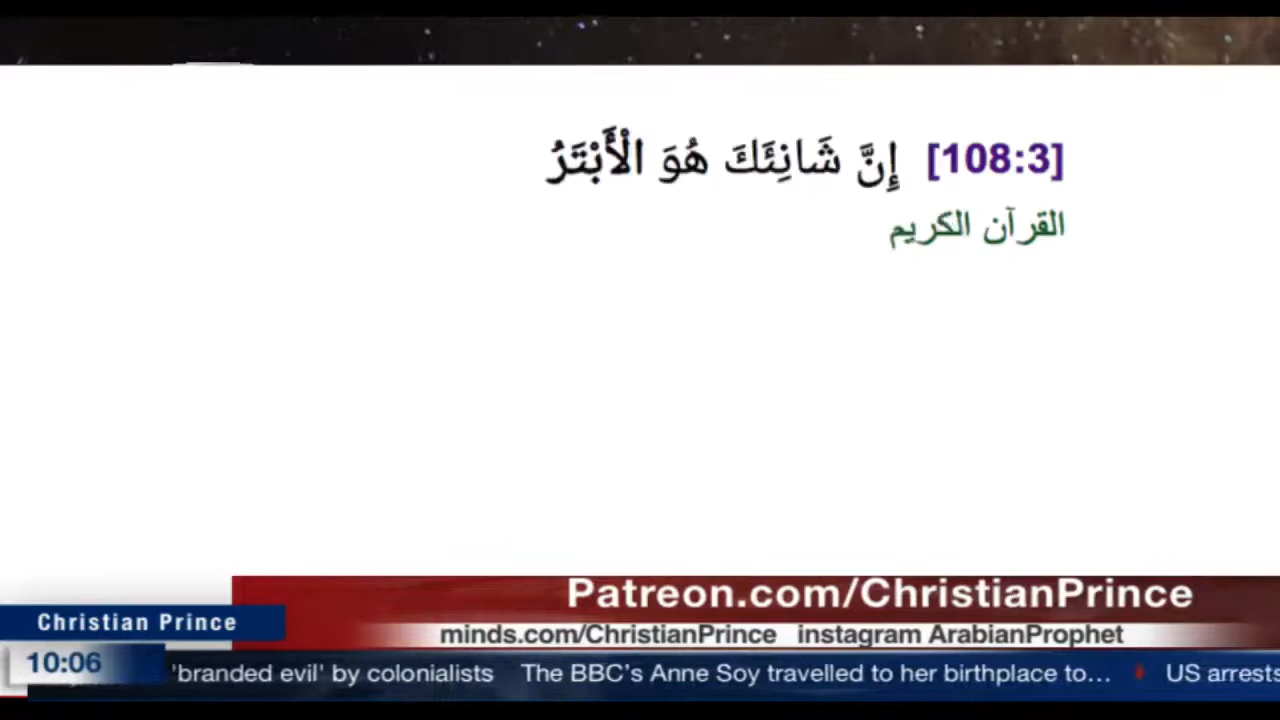 [108:3] إِنَّ شَانِئَكَ هُوَ الْأَبْتَرُ
القرآن الكريم
Patreon.com/ChristianPrince
Christian Prince
minds.com/ChristianPrince instagram ArabianProphet
10:06
'branded evil' by colonialists The BBC's Anne Soy travelled to her birthplace to... US arrests